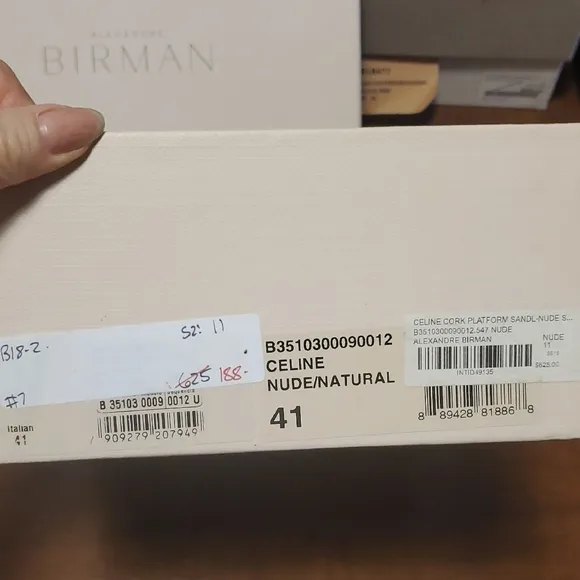 ALEXANDRE
BIRMAN
B18-2.
SZ: 11
625 188-
#7
Italian
41
B 35103 0009 0012 U
909279 207949
B3510300090012
CELINE
NUDE/NATURAL
41
CELINE CORK PLATFORM SANDL-NUDE S...
B3510300090012.547 NUDE
ALEXANDRE BIRMAN
NUDE
11
INTID49135
$625.00
8 89428 81886 8